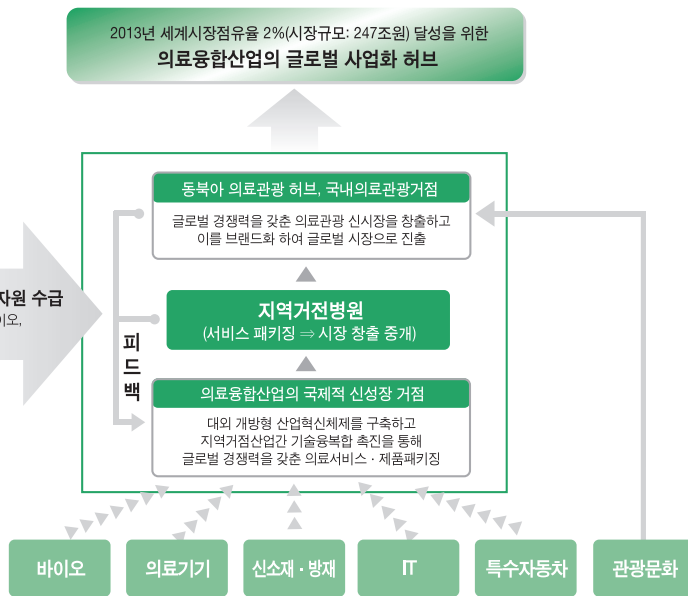 2013년 세계시장점유율 2%(시장규모: 247조원) 달성을 위한
의료융합산업의 글로벌 사업화 허브
동북아 의료관광 허브, 국내의료관광거점
글로벌 경쟁력을 갖춘 의료관광 신시장을 창출하고
이를 브랜드화 하여 글로벌 시장으로 진출
자원 수급
이오,
지역거전병원
(서비스 패키징 ⇒ 시장 창출 중개)
피
드
백
의료융합산업의 국제적 신성장 거점
대외 개방형 산업혁신체제를 구축하고
지역거점산업간 기술융복합 촉진을 통해
글로벌 경쟁력을 갖춘 의료서비스 · 제품패키징
바이오
의료기기
신소재 · 방재
IT
특수자동차
관광문화